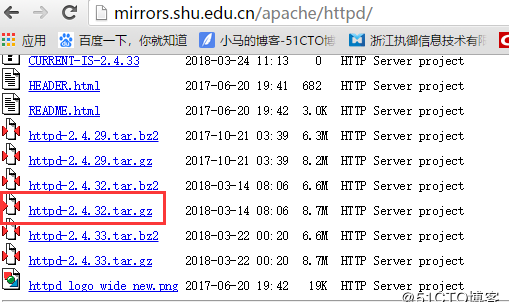 mirrors.shu.edu.cn/apache/httpd/
应用 百度一下，你就知道 小马的博客-51CTO博 浙江执御信息技术有限
CURRENT-IS-2.4.33 2018-03-24 11:13 0 HTTP Server project
HEADER.html 2017-06-20 19:41 682 HTTP Server project
README.html 2017-06-20 19:42 3.0K HTTP Server project
httpd-2.4.29.tar.bz2 2017-10-21 03:39 6.3M HTTP Server project
httpd-2.4.29.tar.gz 2017-10-21 03:39 8.2M HTTP Server project
httpd-2.4.32.tar.bz2 2018-03-14 08:06 6.6M HTTP Server project
httpd-2.4.32.tar.gz 2018-03-14 08:06 8.7M HTTP Server project
httpd-2.4.33.tar.bz2 2018-03-22 00:20 6.6M HTTP Server project
httpd-2.4.33.tar.gz 2018-03-22 00:20 8.7M HTTP Server project
httpd logo wide new.png 2017-06-20 19:42 19K HTTP Server project
@51CTO博客